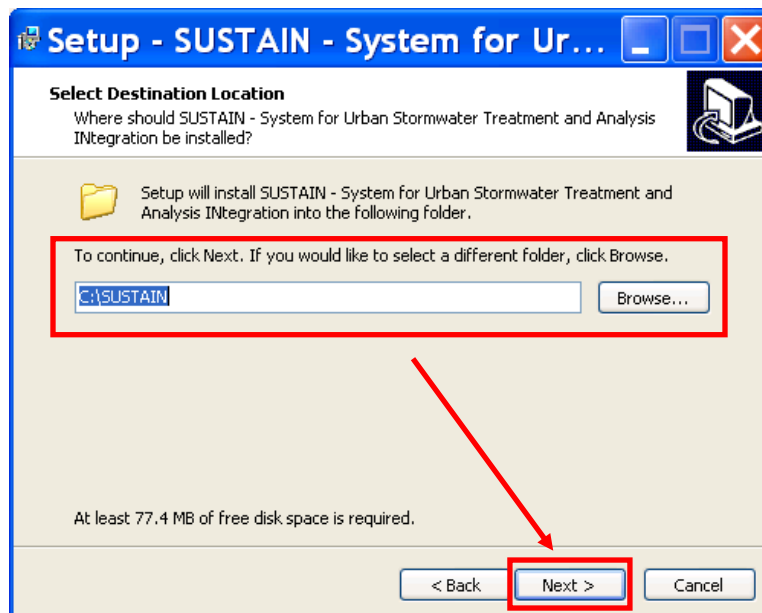 Setup - SUSTAIN - System for Ur...
Select Destination Location
Where should SUSTAIN - System for Urban Stormwater Treatment and Analysis
INtegration be installed?
Setup will install SUSTAIN - System for Urban Stormwater Treatment and
Analysis INtegration into the following folder.
To continue, click Next. If you would like to select a different folder, click Browse.
C:\SUSTAIN
Browse...
At least 77.4 MB of free disk space is required.
< Back
Next >
Cancel